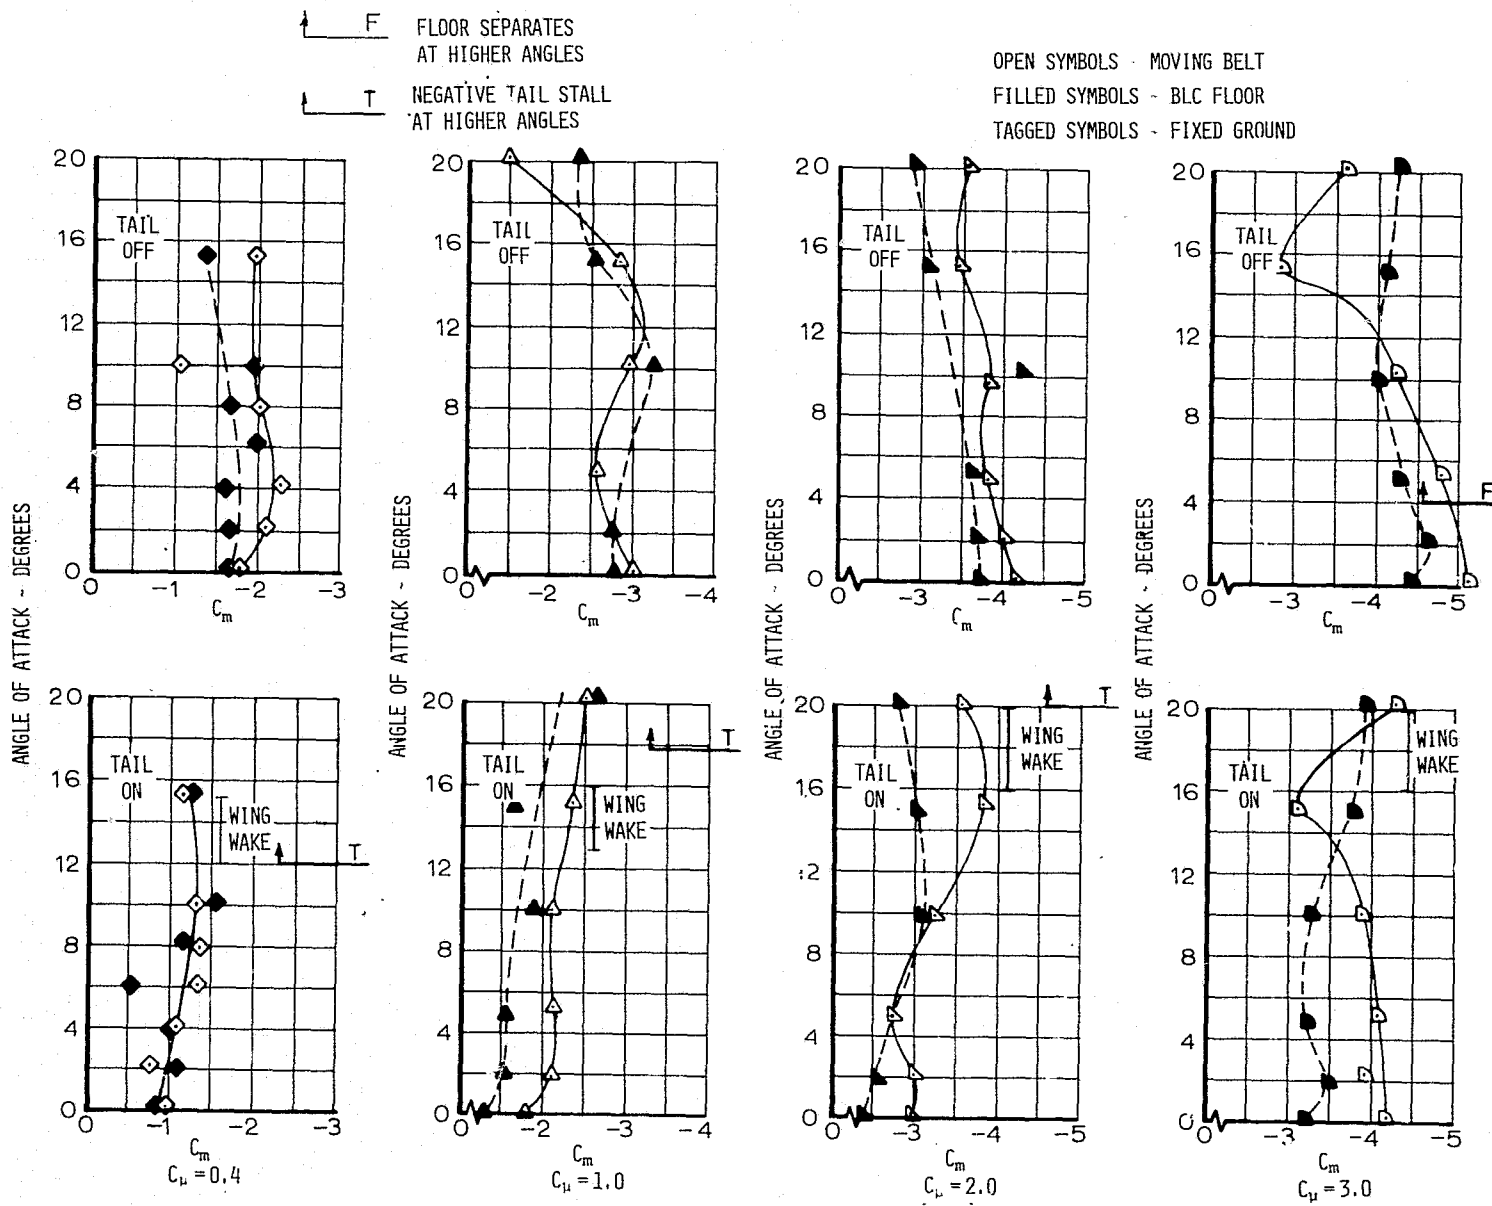 F FLOOR SEPARATES
AT HIGHER ANGLES
T NEGATIVE TAIL STALL
AT HIGHER ANGLES
OPEN SYMBOLS - MOVING BELT
FILLED SYMBOLS - BLC FLOOR
TAGGED SYMBOLS - FIXED GROUND
ANGLE OF ATTACK ~ DEGREES
20
16
12
8
4
0
TAIL
OFF
0 -1 -2 -3
Cm
ANGLE OF ATTACK ~ DEGREES
20
16
12
8
4
0
TAIL
OFF
-2 -3 -4
Cm
ANGLE OF ATTACK ~ DEGREES
20
16
12
8
4
0
TAIL
OFF
0 -3 -4 -5
Cm
ANGLE OF ATTACK ~ DEGREES
20
16
12
8
4
0
TAIL
OFF
F
0 -3 -4 -5
Cm
20
16
12
8
4
0
TAIL
ON
WING
WAKE
T
0 -1 -2 -3
Cm
Cμ = 0.4
20
16
12
8
4
0
TAIL
ON
WING
WAKE
T
0 -2 -3 -4
Cm
Cμ = 1.0
20
16
12
8
4
0
TAIL
ON
WING
WAKE
T
0 -3 -4 -5
Cm
Cμ = 2.0
20
16
12
8
4
0
TAIL
ON
WING
WAKE
0 -3 -4 -5
Cm
Cμ = 3.0